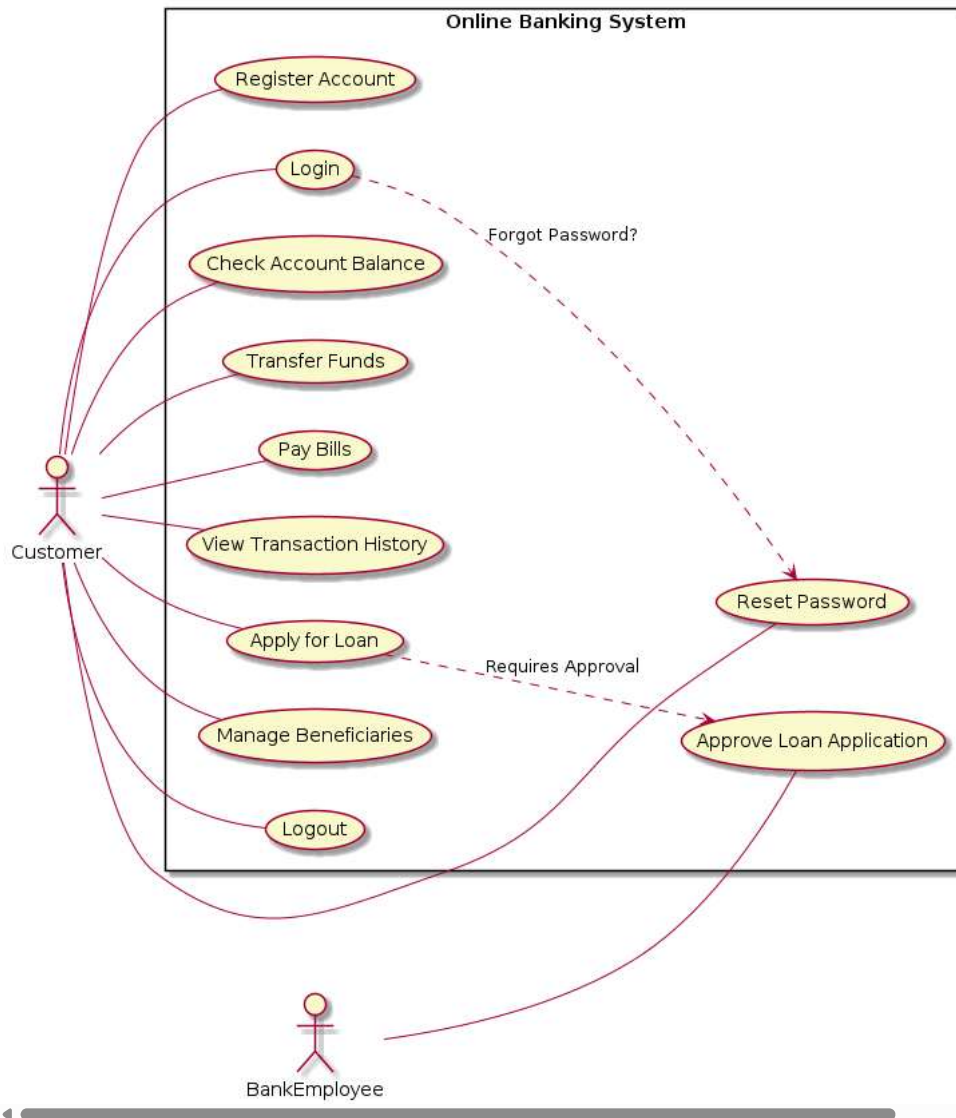 Online Banking System
Register Account
Login
Forgot Password?
Check Account Balance
Transfer Funds
Pay Bills
View Transaction History
Customer
Reset Password
Apply for Loan
Requires Approval
Manage Beneficiaries
Approve Loan Application
Logout
BankEmployee